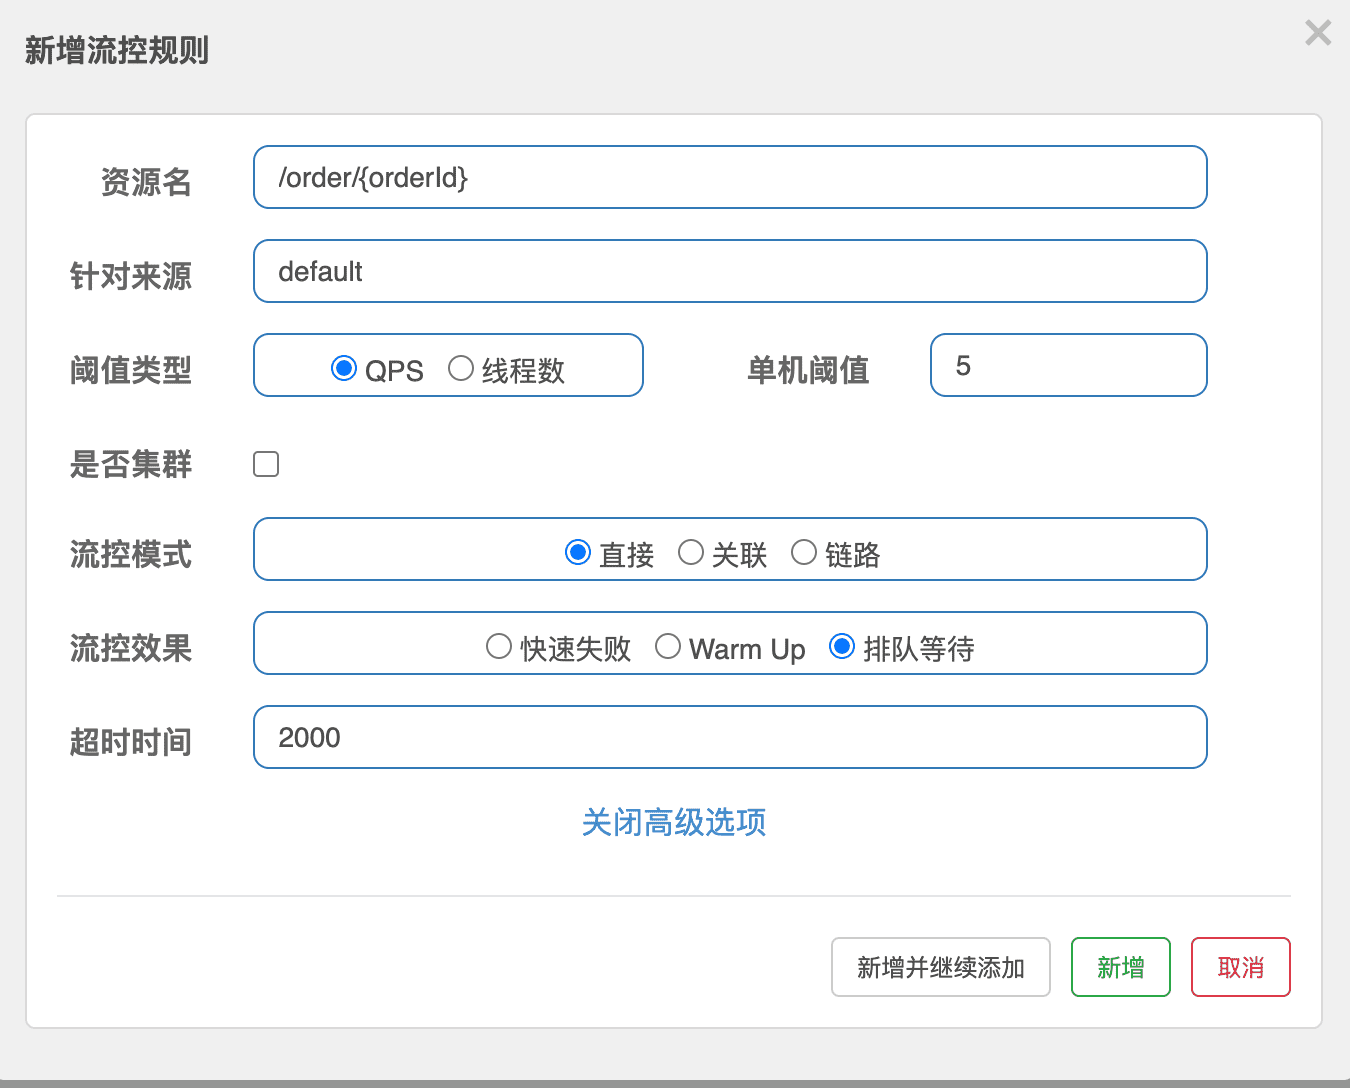 新增流控规则
×
资源名 /order/{orderId}
针对来源 default
阈值类型 QPS 线程数 单机阈值 5
是否集群
流控模式 直接 关联 链路
流控效果 快速失败 Warm Up 排队等待
超时时间 2000
关闭高级选项
新增并继续添加 新增 取消